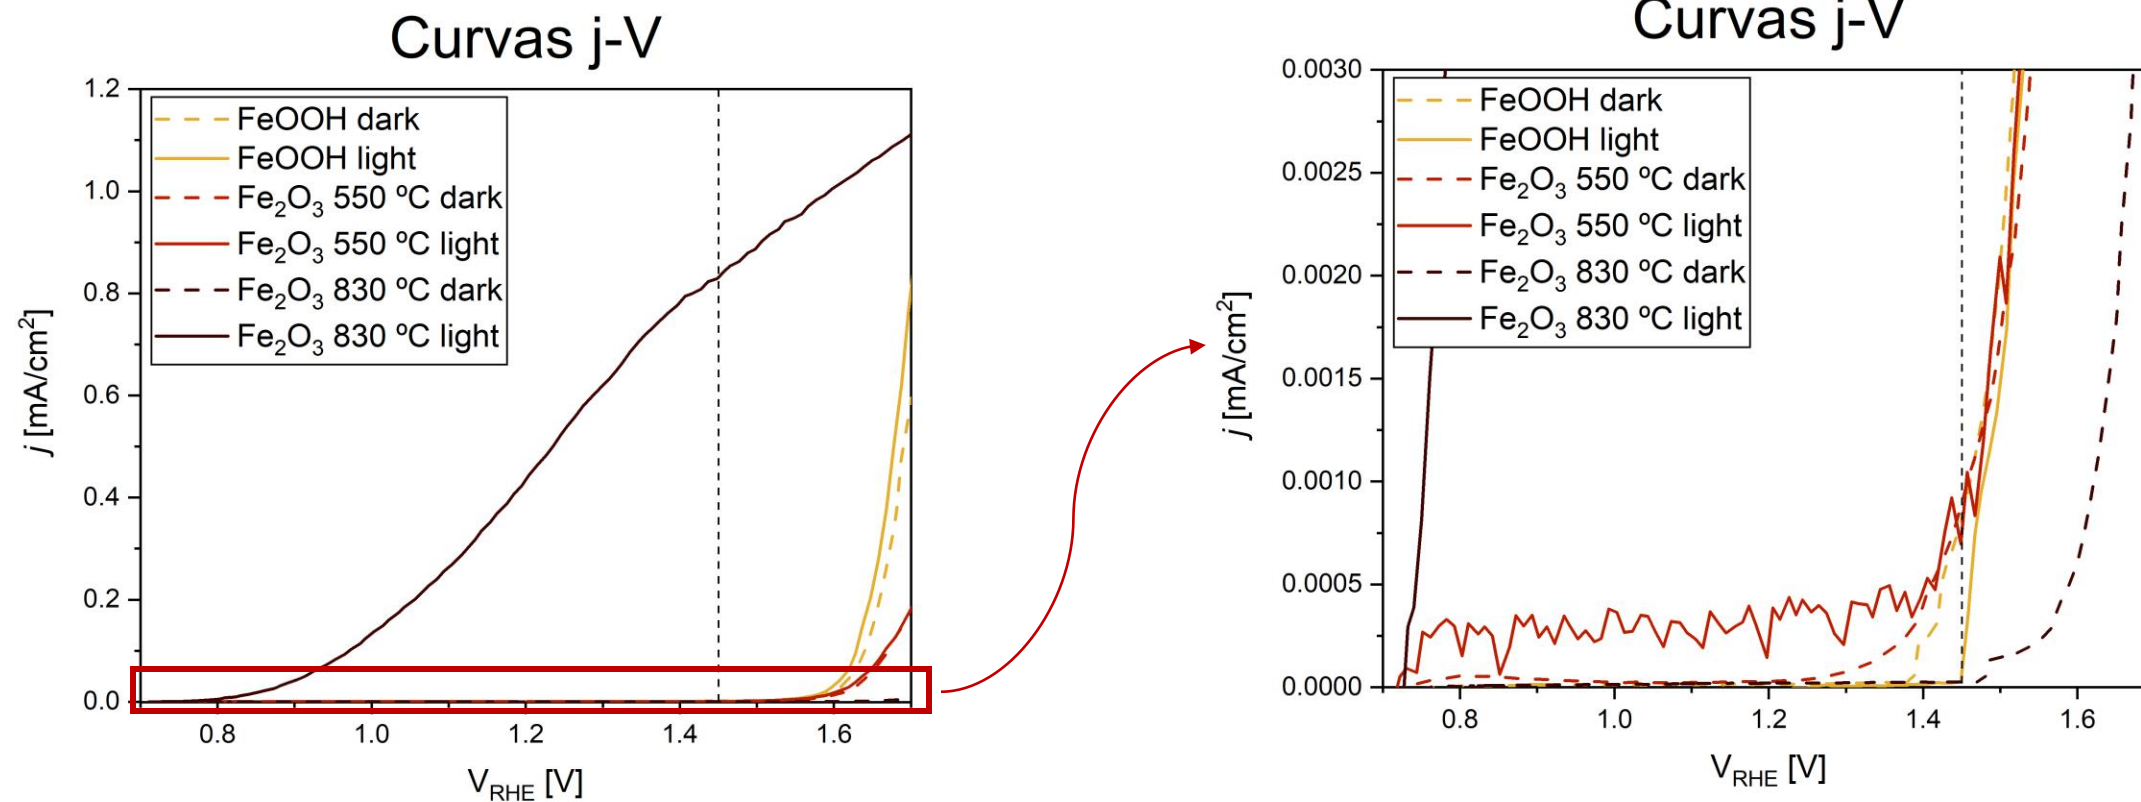 Curvas j-V
1.2
1.0
0.8
0.6
0.4
0.2
0.0
j [mA/cm²]
FeOOH dark
FeOOH light
Fe₂O₃ 550 ºC dark
Fe₂O₃ 550 ºC light
Fe₂O₃ 830 ºC dark
Fe₂O₃ 830 ºC light
0.8 1.0 1.2 1.4 1.6
V_RHE [V]
Curvas j-V
0.0030
0.0025
0.0020
0.0015
0.0010
0.0005
0.0000
j [mA/cm²]
FeOOH dark
FeOOH light
Fe₂O₃ 550 ºC dark
Fe₂O₃ 550 ºC light
Fe₂O₃ 830 ºC dark
Fe₂O₃ 830 ºC light
0.8 1.0 1.2 1.4 1.6
V_RHE [V]